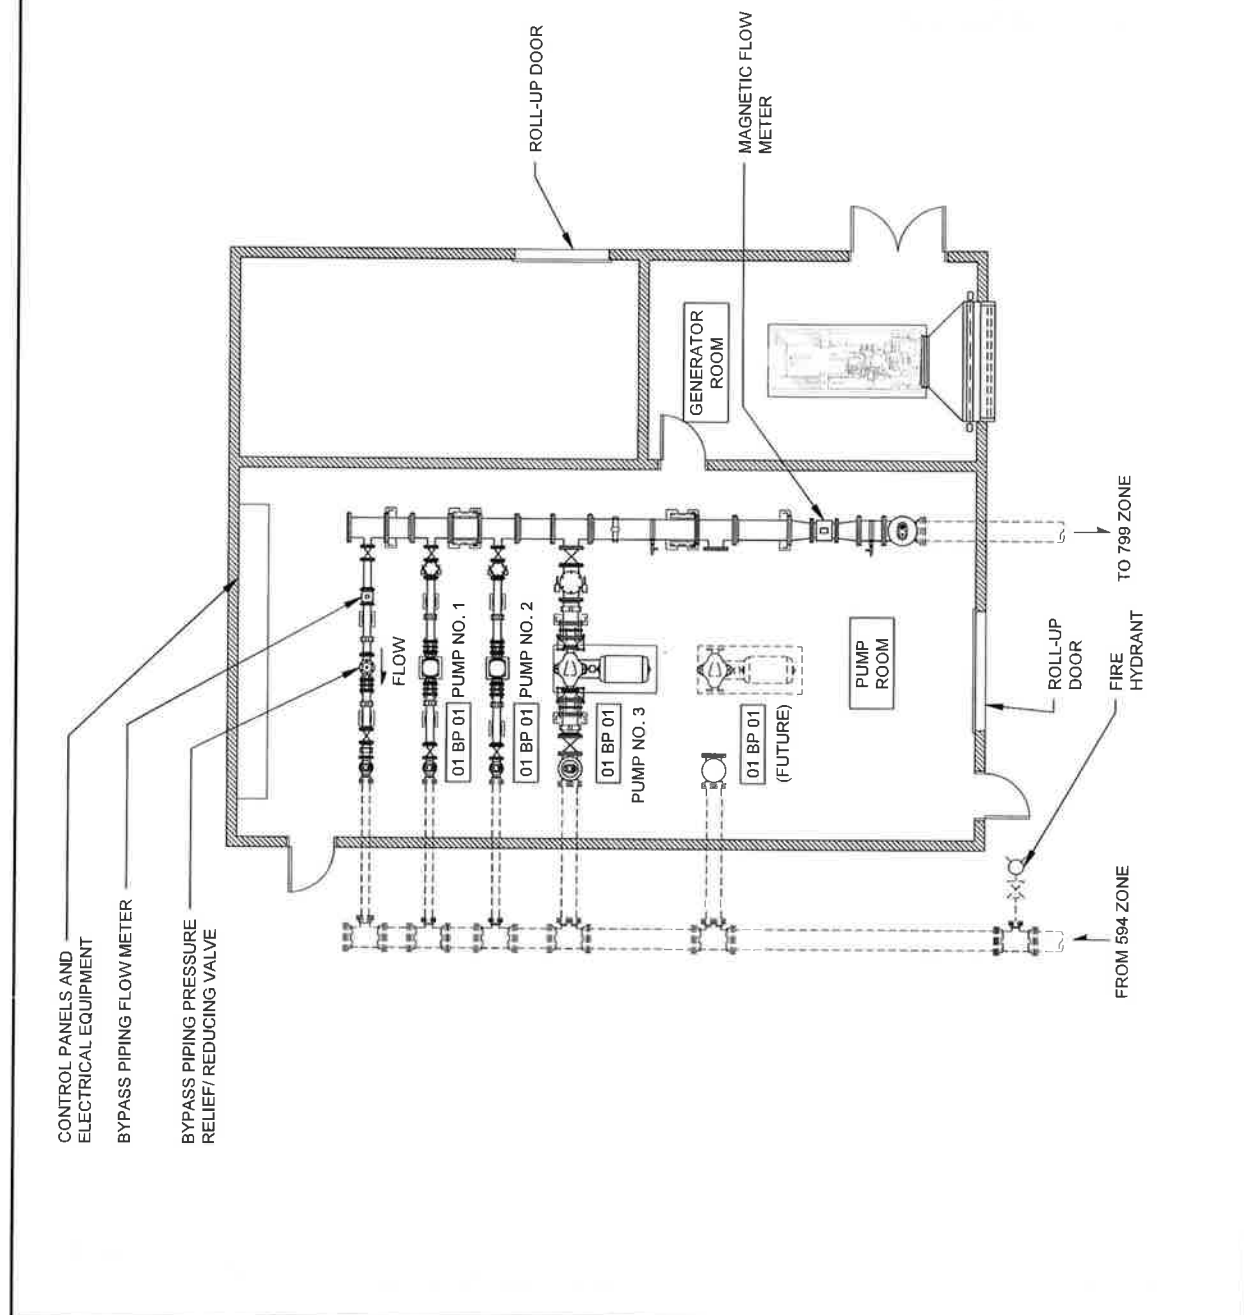 CONTROL PANELS AND
ELECTRICAL EQUIPMENT
BYPASS PIPING FLOW METER
BYPASS PIPING PRESSURE
RELIEF/ REDUCING VALVE
ROLL-UP DOOR
MAGNETIC FLOW
METER
GENERATOR
ROOM
FLOW
01 BP 01
PUMP NO. 1
01 BP 01
PUMP NO. 2
01 BP 01
PUMP NO. 3
01 BP 01
(FUTURE)
PUMP
ROOM
ROLL-UP
DOOR
FIRE
HYDRANT
TO 799 ZONE
FROM 594 ZONE